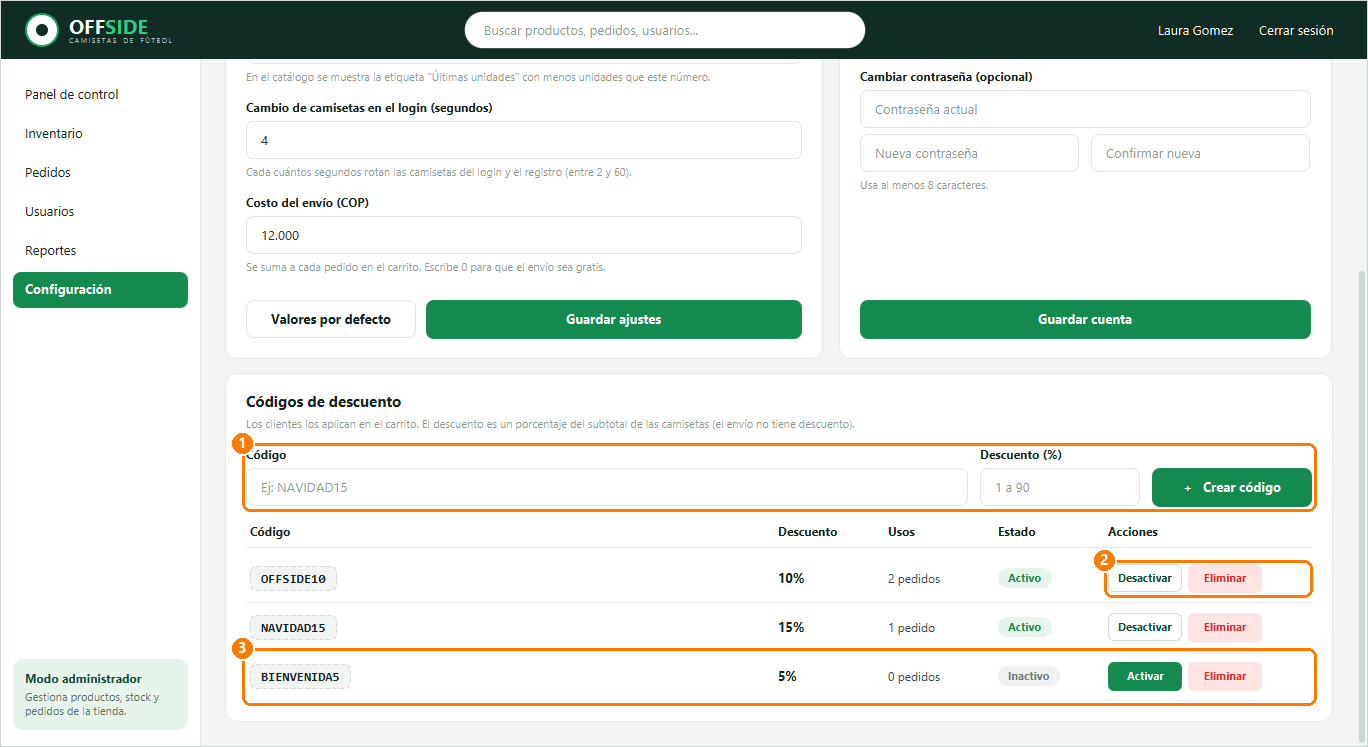 OFFSIDE
CAMISETAS DE FÚTBOL
Buscar productos, pedidos, usuarios...
Laura Gomez
Cerrar sesión
Panel de control
Inventario
Pedidos
Usuarios
Reportes
Configuración
Modo administrador
Gestiona productos, stock y
pedidos de la tienda.
En el catálogo se muestra la etiqueta "Últimas unidades" con menos unidades que este número.
Cambio de camisetas en el login (segundos)
4
Cada cuántos segundos rotan las camisetas del login y el registro (entre 2 y 60).
Costo del envío (COP)
12.000
Se suma a cada pedido en el carrito. Escribe 0 para que el envío sea gratis.
Valores por defecto
Guardar ajustes
Cambiar contraseña (opcional)
Contraseña actual
Nueva contraseña
Confirmar nueva
Usa al menos 8 caracteres.
Guardar cuenta
Códigos de descuento
Los clientes los aplican en el carrito. El descuento es un porcentaje del subtotal de las camisetas (el envío no tiene descuento).
1
Código
Descuento (%)
Ej: NAVIDAD15
1 a 90
+ Crear código
Código Descuento Usos Estado Acciones
2
OFFSIDE10 10% 2 pedidos Activo Desactivar Eliminar
NAVIDAD15 15% 1 pedido Activo Desactivar Eliminar
3
BIENVENIDA5 5% 0 pedidos Inactivo Activar Eliminar